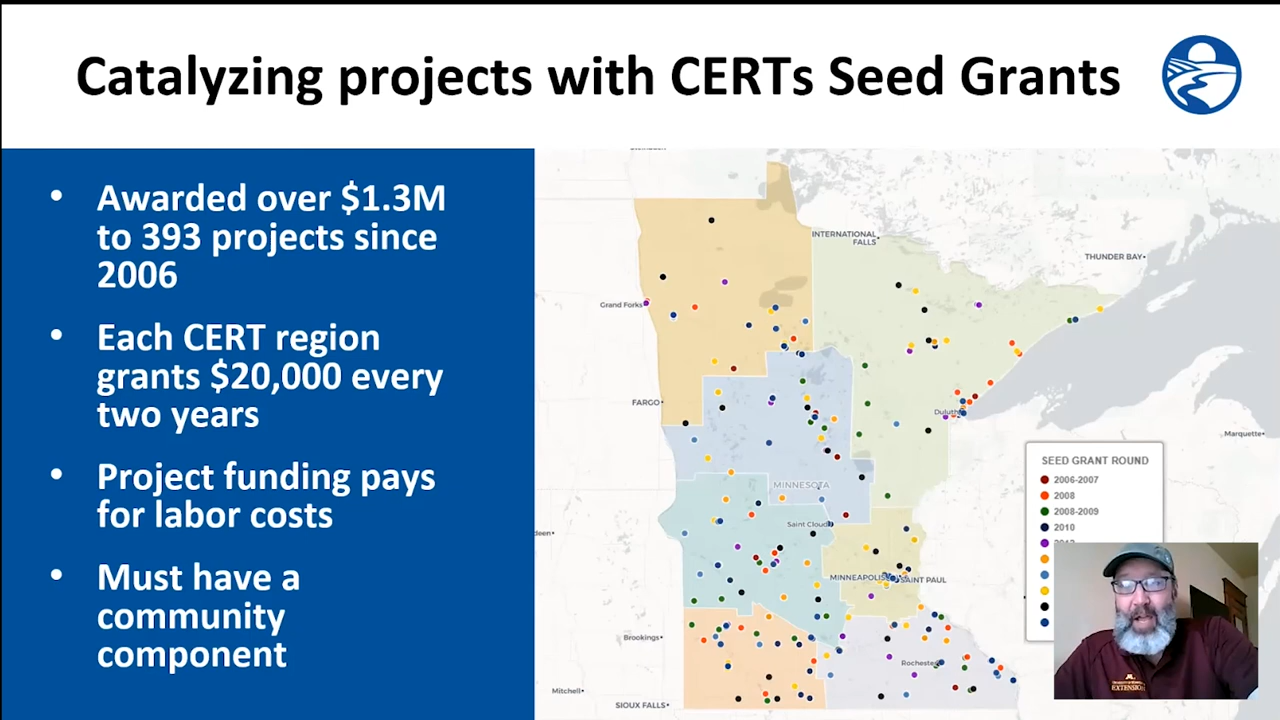 Catalyzing projects with CERTs Seed Grants
• Awarded over $1.3M
to 393 projects since
2006
• Each CERT region
grants $20,000 every
two years
• Project funding pays
for labor costs
• Must have a
community
component
INTERNATIONAL
FALLS
THUNDER BAY
Grand Forks
FARGO
Duluth
Marquette
MINNESOTA
Saint Cloud
MINNEAPOLIS
SAINT PAUL
Brookings
Rochester
Mitchell
SIOUX FALLS
SEED GRANT ROUND
2006-2007
2008
2008-2009
2010
EXTENSION